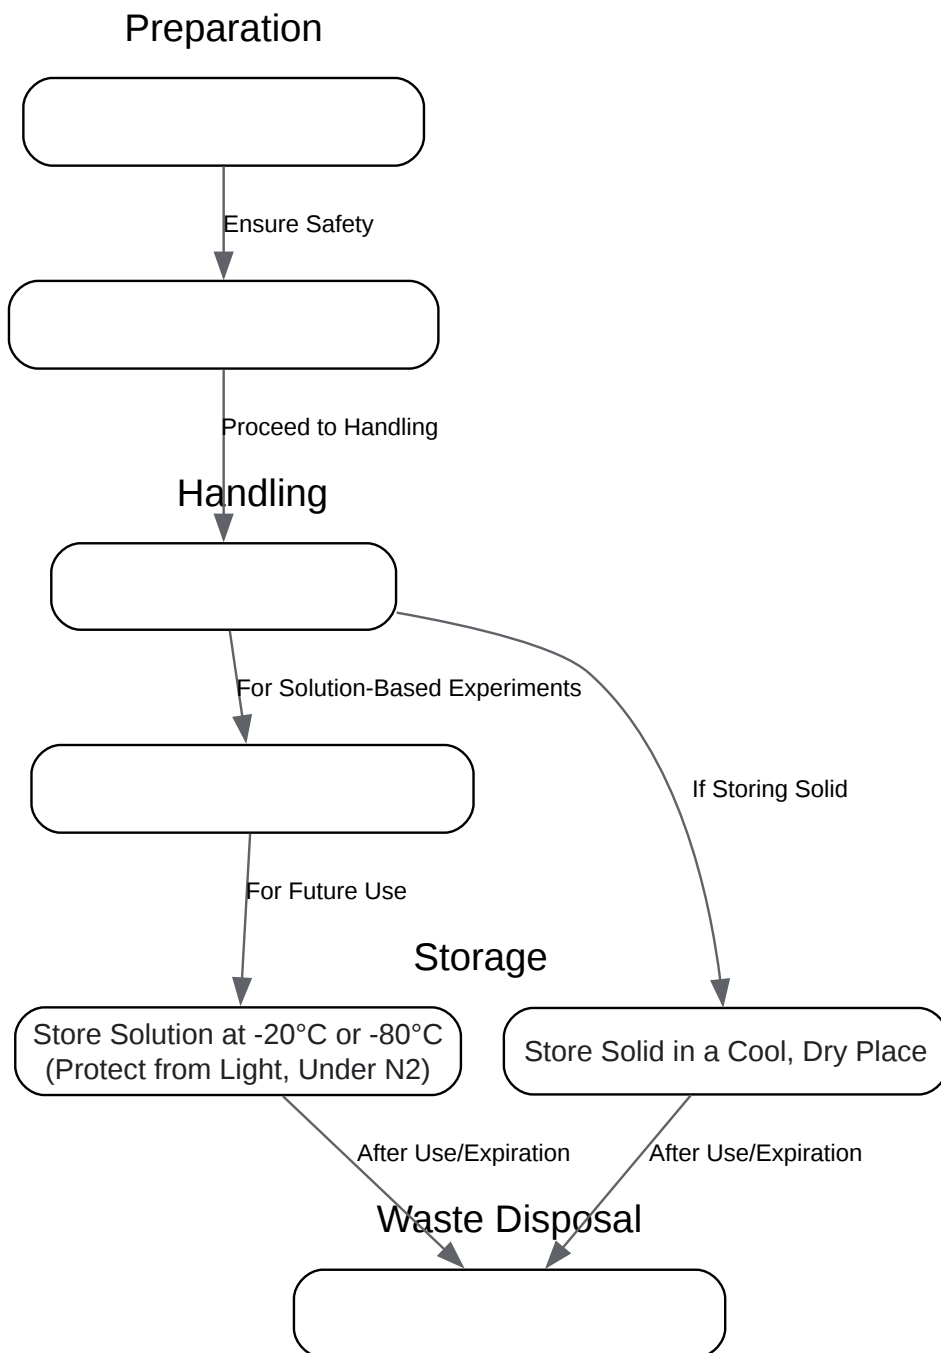 Preparation
Ensure Safety
Proceed to Handling
Handling
For Solution-Based Experiments
If Storing Solid
For Future Use
Storage
Store Solution at -20°C or -80°C
(Protect from Light, Under N2)
Store Solid in a Cool, Dry Place
After Use/Expiration
After Use/Expiration
Waste Disposal